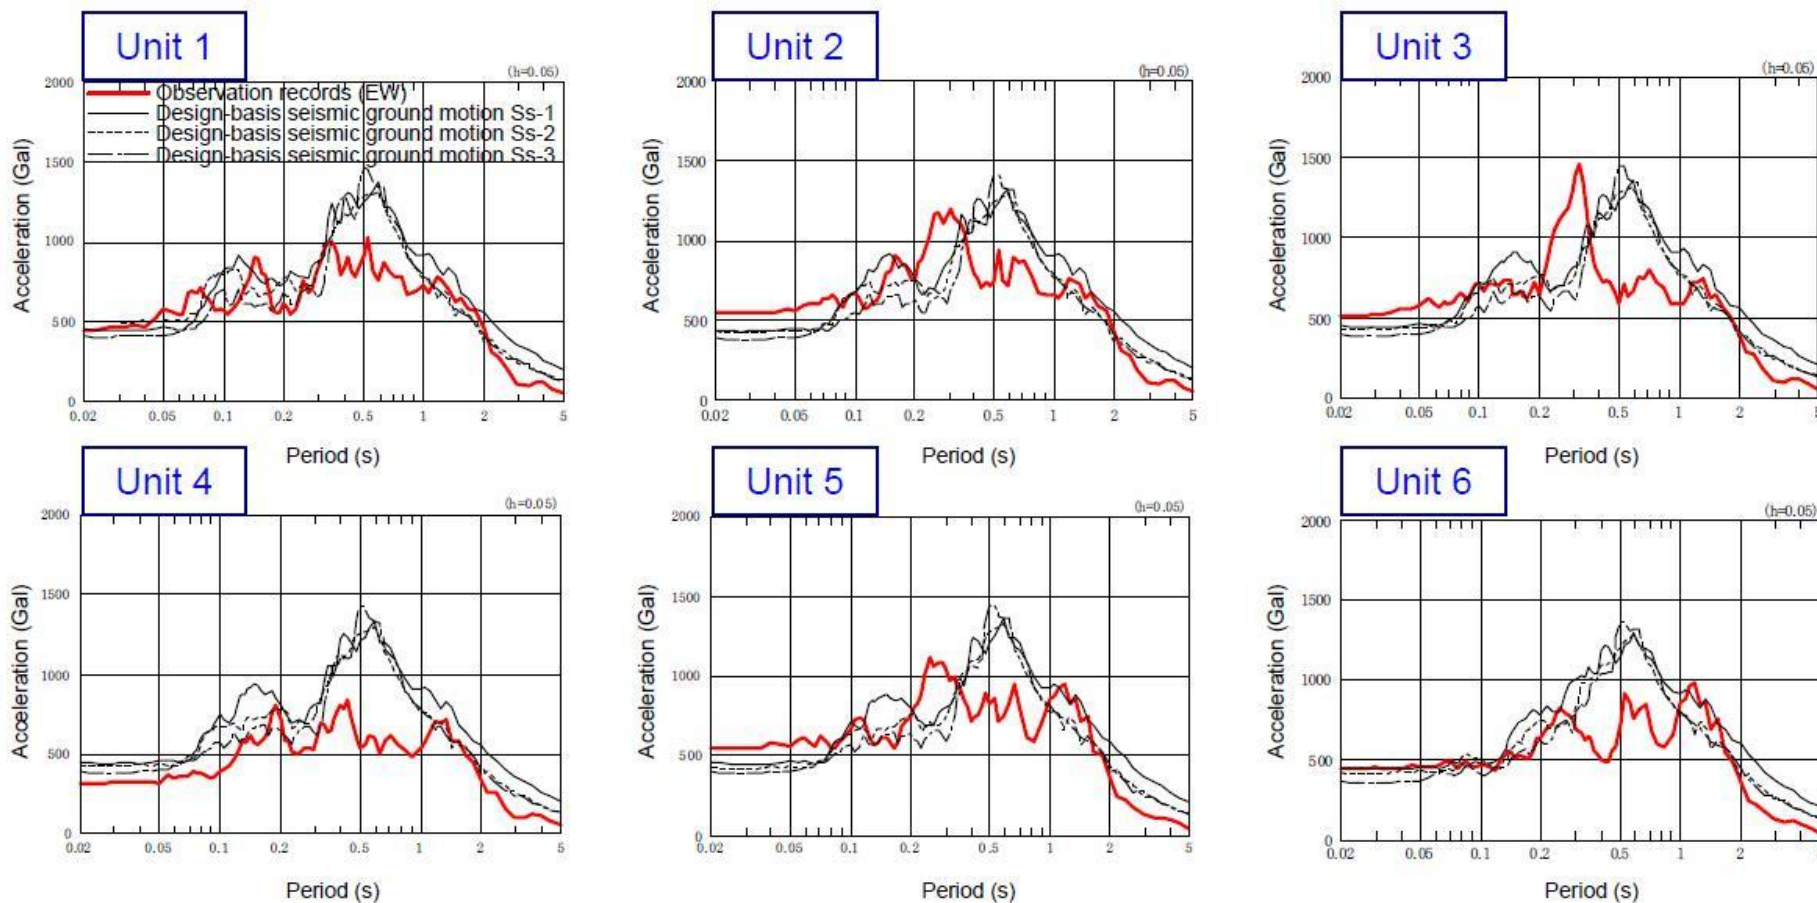 Unit 1
Unit 2
Unit 3
(h=0.05)
(h=0.05)
(h=0.05)
2000
1500
1000
500
0
Acceleration (Gal)
Observation records (EW)
Design-basis seismic ground motion Ss-1
Design-basis seismic ground motion Ss-2
Design-basis seismic ground motion Ss-3
0.02 0.05 0.1 0.2 0.5 1 2 5
Period (s)
2000
1500
1000
500
0
Acceleration (Gal)
0.02 0.05 0.1 0.2 0.5 1 2 5
Period (s)
2000
1500
1000
500
0
Acceleration (Gal)
0.02 0.05 0.1 0.2 0.5 1 2 5
Period (s)
Unit 4
Unit 5
Unit 6
(h=0.05)
(h=0.05)
(h=0.05)
2000
1500
1000
500
0
Acceleration (Gal)
0.02 0.05 0.1 0.2 0.5 1 2 5
Period (s)
2000
1500
1000
500
0
Acceleration (Gal)
0.02 0.05 0.1 0.2 0.5 1 2 5
Period (s)
2000
1500
1000
500
0
Acceleration (Gal)
0.02 0.05 0.1 0.2 0.5 1 2
Period (s)